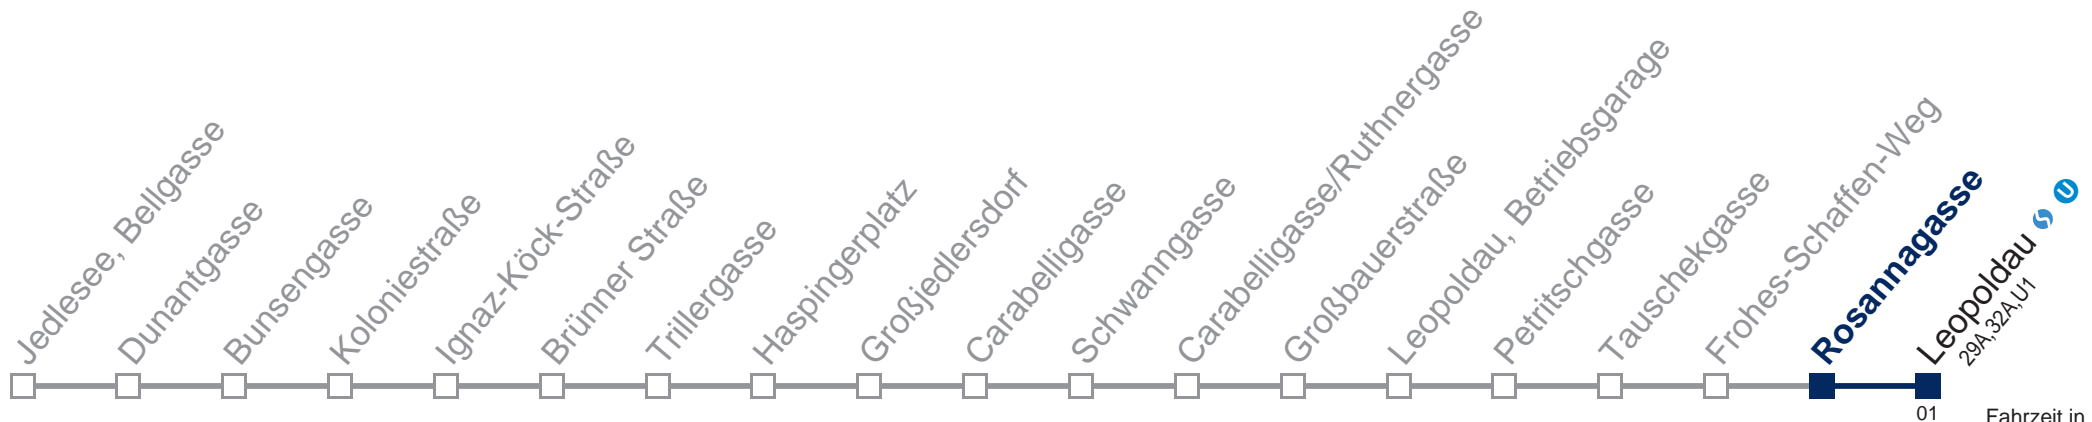 Jedlesee, Bellgasse
Dunantgasse
Bunsengasse
Koloniestraße
Ignaz-Köck-Straße
Brünner Straße
Trillergasse
Haspingerplatz
Großjedlersdorf
Carabelligasse
Schwanngasse
Carabelligasse/Ruthnergasse
Großbauerstraße
Leopoldau, Betriebsgarage
Petritschgasse
Tauschekgasse
Frohes-Schaffen-Weg
Rosannagasse
Leopoldau S U
29A,32A,U1
01
Fahrzeit in